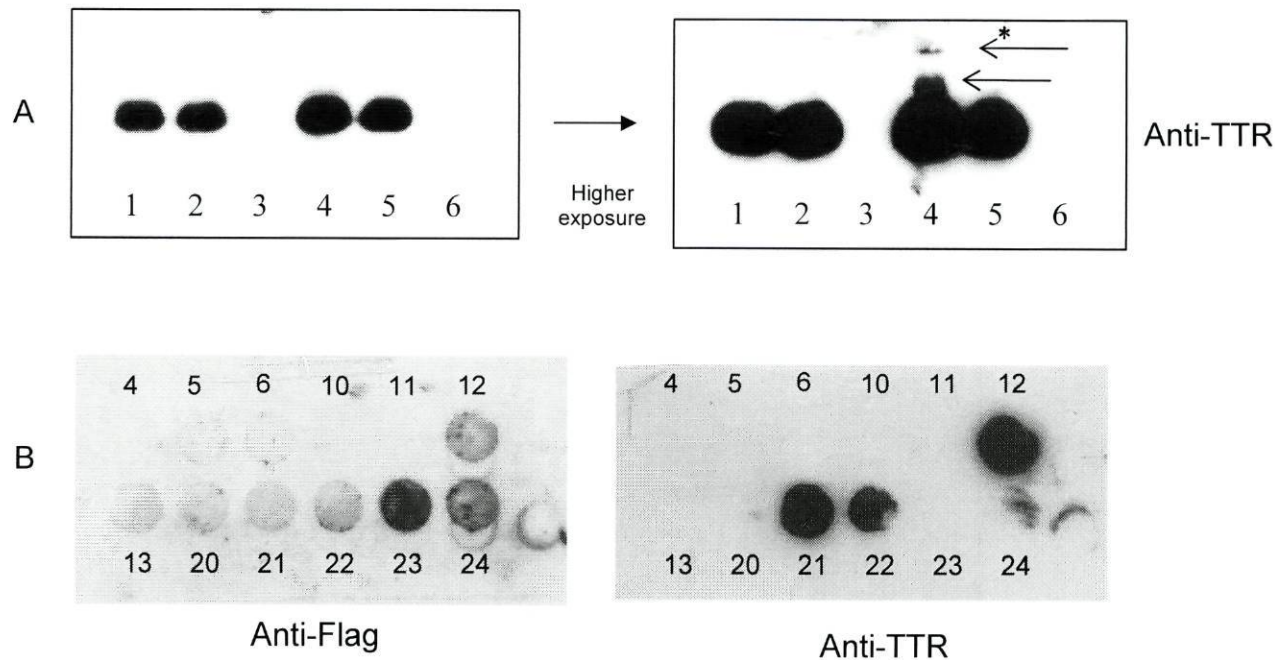 A
1 2 3 4 5 6
Higher
exposure
*
1 2 3 4 5 6
Anti-TTR
B
4 5 6 10 11 12
13 20 21 22 23 24
Anti-Flag
4 5 6 10 11 12
13 20 21 22 23 24
Anti-TTR